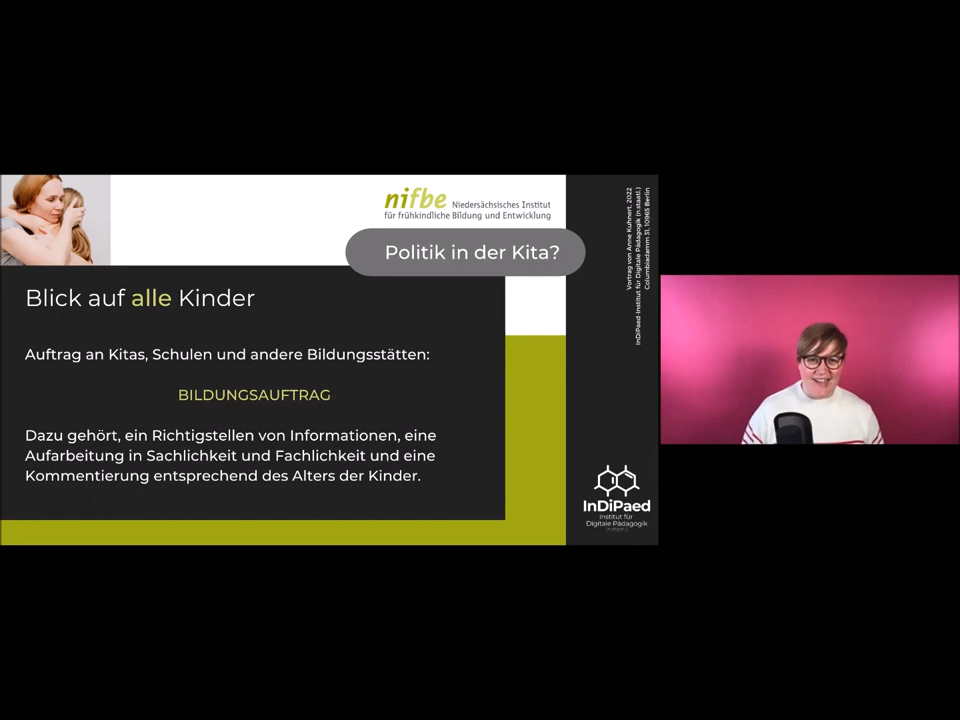 nifbe Niedersächsisches Institut
für frühkindliche Bildung und Entwicklung
Politik in der Kita?
Blick auf alle Kinder
Auftrag an Kitas, Schulen und andere Bildungsstätten:
BILDUNGSAUFTRAG
Dazu gehört, ein Richtigstellen von Informationen, eine
Aufarbeitung in Sachlichkeit und Fachlichkeit und eine
Kommentierung entsprechend des Alters der Kinder.
Vortrag von Anne Kuhnert, 2022
InDiPaed-Institut für Digitale Pädagogik (n.staatl.)
Columbiadamm 31, 10965 Berlin
InDiPaed
Institut für
Digitale Pädagogik